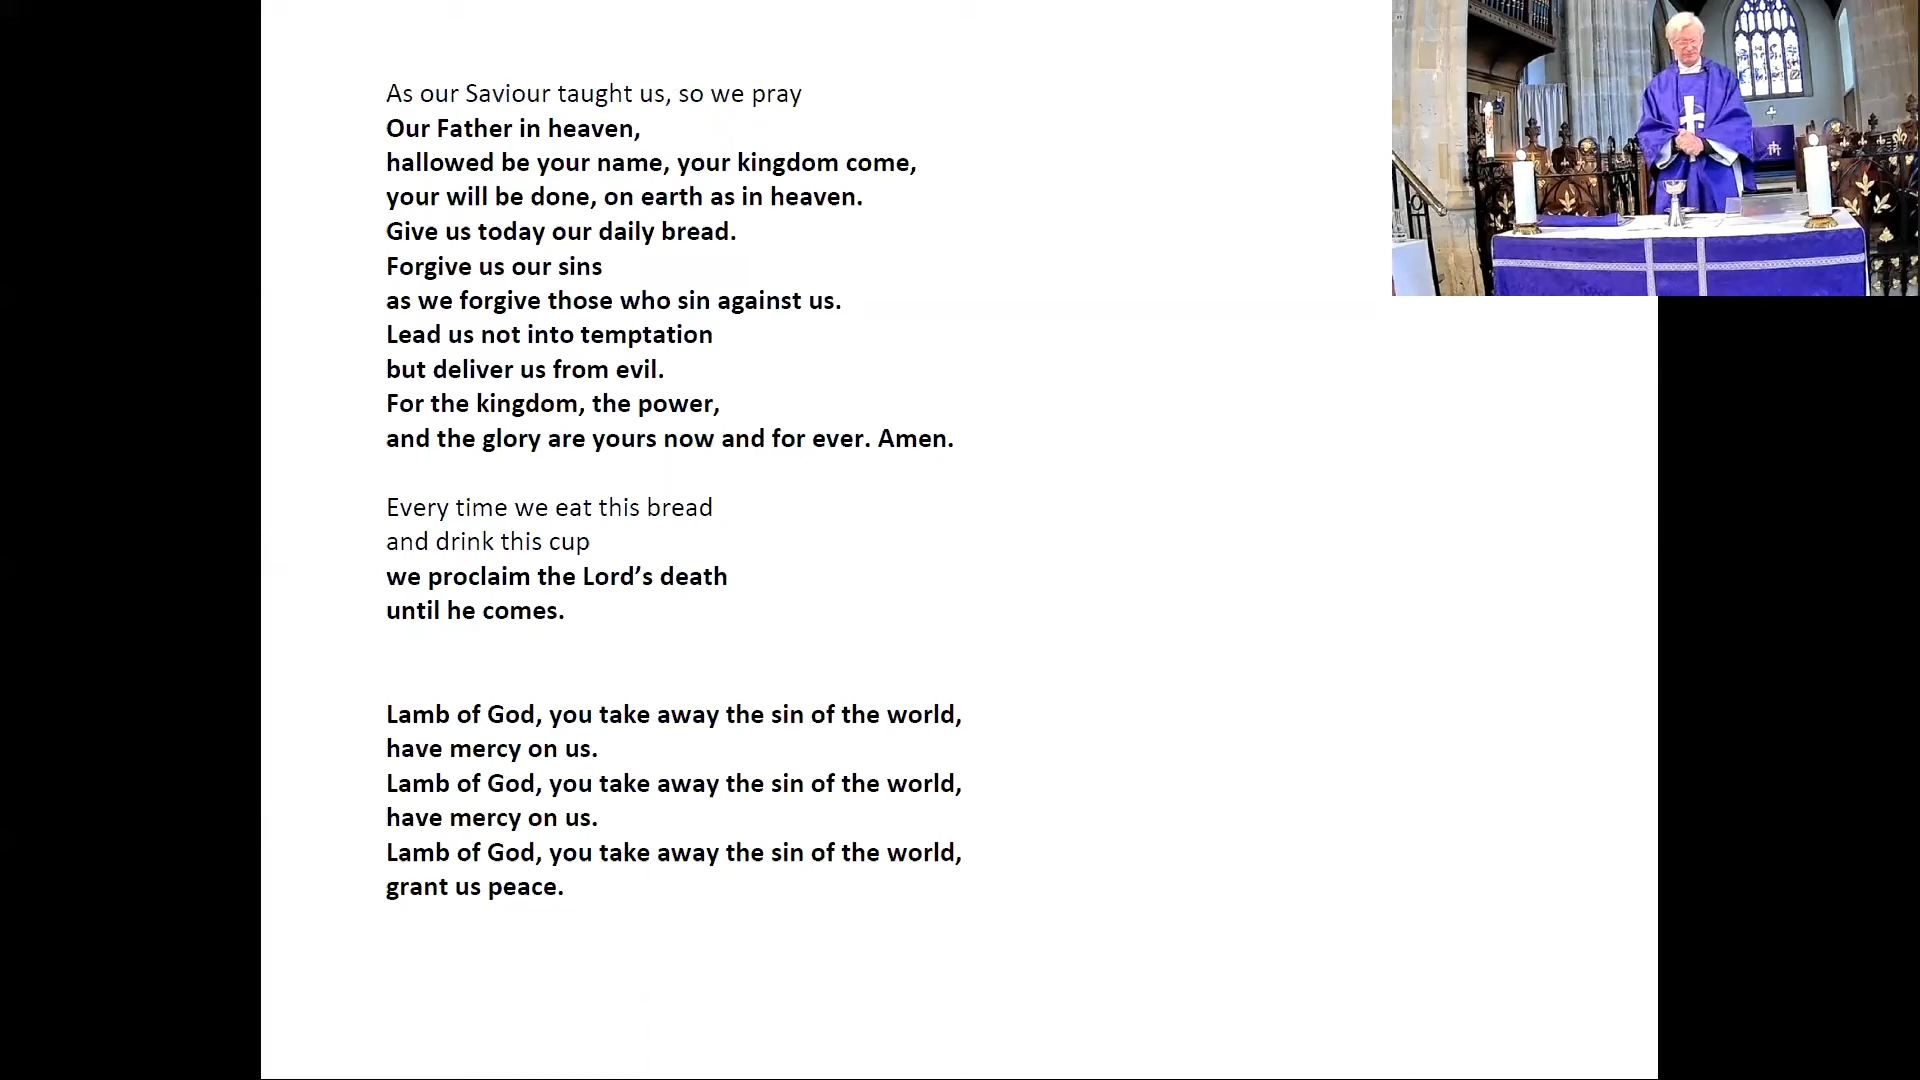 As our Saviour taught us, so we pray
Our Father in heaven,
hallowed be your name, your kingdom come,
your will be done, on earth as in heaven.
Give us today our daily bread.
Forgive us our sins
as we forgive those who sin against us.
Lead us not into temptation
but deliver us from evil.
For the kingdom, the power,
and the glory are yours now and for ever. Amen.
Every time we eat this bread
and drink this cup
we proclaim the Lord’s death
until he comes.
Lamb of God, you take away the sin of the world,
have mercy on us.
Lamb of God, you take away the sin of the world,
have mercy on us.
Lamb of God, you take away the sin of the world,
grant us peace.